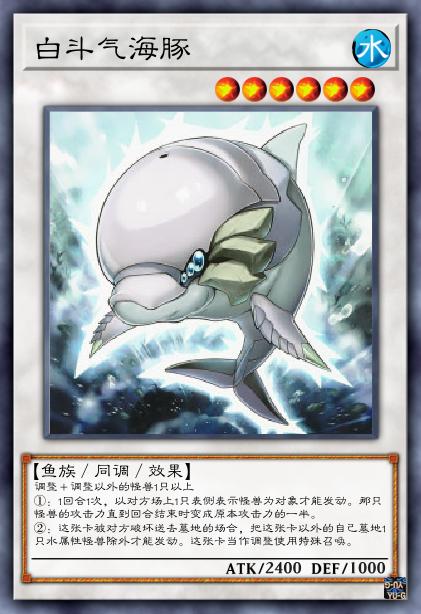 白斗气海豚
水
【鱼族／同调／效果】
调整＋调整以外的怪兽1只以上
①：1回合1次，以对方场上1只表侧表示怪兽为对象才能发动。那只
怪兽的攻击力直到回合结束时变成原本攻击力的一半。
②：这张卡被对方破坏送去墓地的场合，把这张卡以外的自己墓地1
只水属性怪兽除外才能发动。这张卡当作调整使用特殊召唤。
ATK/2400 DEF/1000